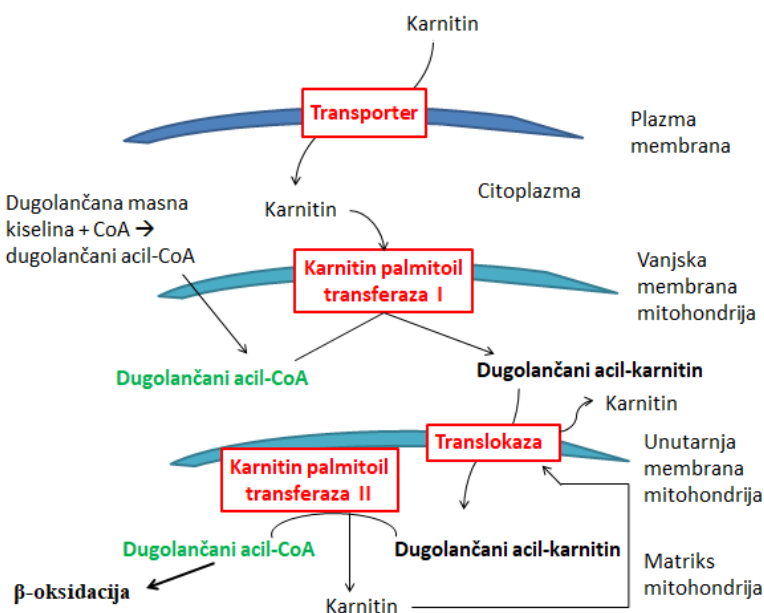 Karnitin
Transporter
Plazma
membrana
Citoplazma
Dugolančana masna
kiselina + CoA →
dugolančani acil-CoA
Karnitin
Karnitin palmitoil
transferaza I
Vanjska
membrana
mitohondrija
Dugolančani acil-CoA
Dugolančani acil-karnitin
Karnitin
Translokaza
Unutarnja
membrana
mitohondrija
Karnitin palmitoil
transferaza II
Dugolančani acil-CoA
Dugolančani acil-karnitin
Matriks
mitohondrija
β-oksidacija
Karnitin